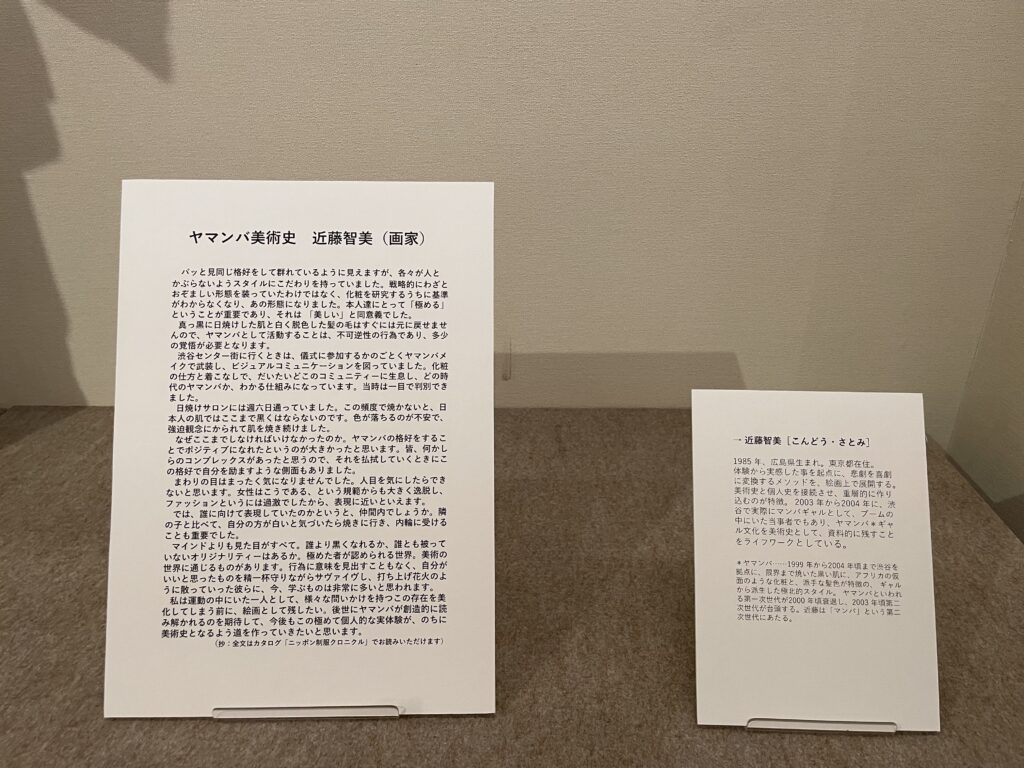 ヤマンバ美術史　近藤智美（画家）
パッと見同じ格好をして群れているように見えますが、各々が人と
かぶらないようスタイルにこだわりを持っていました。戦略的にわざと
おぞましい形態を装っていたわけではなく、化粧を研究するうちに基準
がわからなくなり、あの形態になりました。本人達にとって「極める」
ということが重要であり、それは「美しい」と同意義でした。
真っ黒に日焼けした肌と白く脱色した髪の毛はすぐには元に戻せませ
んので、ヤマンバとして活動することは、不可逆性の行為であり、多少
の覚悟が必要となります。
渋谷センター街に行くときは、儀式に参加するかのごとくヤマンバメ
イクで武装し、ビジュアルコミュニケーションを図っていました。化粧
の仕方と着こなしで、だいたいどこのコミュニティーに生息し、どの時
代のヤマンバか、わかる仕組みになっています。当時は一目で判別でき
ました。
日焼けサロンには週六日通っていました。この頻度で焼かないと、日
本人の肌ではここまで黒くはならないのです。色が落ちるのが不安で、
強迫観念にかられて肌を焼き続けました。
なぜここまでしなければいけなかったのか。ヤマンバの格好をするこ
とでポジティブになれたというのが大きかったと思います。皆、何かし
らのコンプレックスがあったと思うので、それを払拭していくときにこ
の格好で自分を励ますような側面もありました。
まわりの目はまったく気になりませんでした。人目を気にしたらでき
ないと思います。女性はこうである、という規範からも大きく逸脱し、
ファッションというには過激でしたから、表現に近いといえます。
では、誰に向けて表現していたのかというと、仲間内でしょうか。隣
の子と比べて、自分の方が白いと気づいたら焼きに行き、内輪に受ける
ことも重要でした。
マインドよりも見た目がすべて。誰より黒くなれるか、誰とも被って
いないオリジナリティーはあるか。極めた者が認められる世界。美術の
世界に通じるものがあります。行為に意味を見出すこともなく、自分が
いいと思ったものを精一杯守りながらサヴァイヴし、打ち上げ花火のよ
うに散っていった彼らに、今、学ぶものは非常に多いと思われます。
私は運動の中にいた一人として、様々な問いかけを持つこの存在を美
化してしまう前に、絵画として残したい。後世にヤマンバが創造的に読
み解かれるのを期待して、今後もこの極めて個人的な実体験が、のちに
美術史となるよう道を作っていきたいと思います。
（抄：全文はカタログ『ニッポン制服クロニクル』でお読みいただけます）
→近藤智美［こんどう・さとみ］
1985年、広島県生まれ。東京都在住。
体験から実感した事を起点に、悲劇を喜劇
に変換するメソッドを、絵画上で展開する。
美術史と個人史を接続させ、重層的に作り
込むのが特徴。2003年から2004年に、渋
谷で実際にマンバギャルとして、ブームの
中にいた当事者でもあり、ヤマンバ＊ギャ
ル文化を美術史として、資料的に残すこと
をライフワークとしている。
＊ヤマンバ……1999年から2004年頃まで渋谷を
拠点に、限界まで焼いた黒い肌に、アフリカの仮
面のような化粧と、派手な髪色が特徴の、ギャル
から派生した極北的スタイル。ヤマンバといわれ
る第一次世代が2000年頃衰退し、2003年頃第二
次世代が台頭する。近藤は「マンバ」という第二
次世代にあたる。